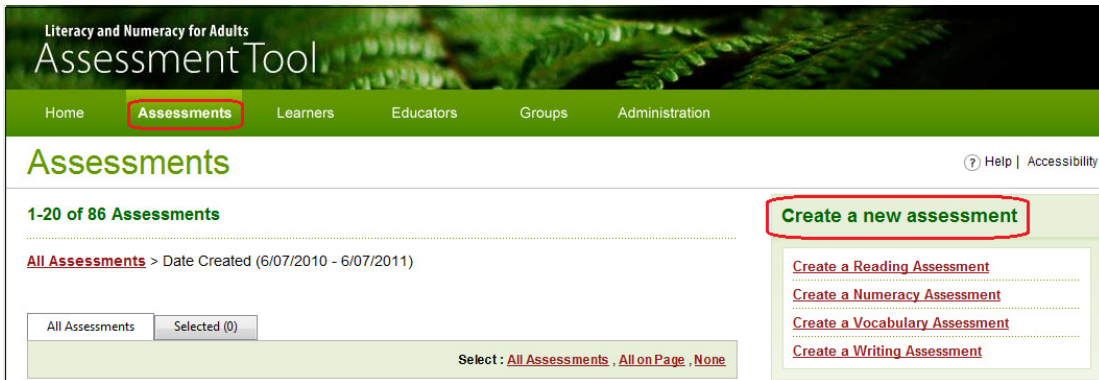 Literacy and Numeracy for Adults
Assessment Tool
Home Assessments Learners Educators Groups Administration
Assessments
? Help | Accessibility
1-20 of 86 Assessments
All Assessments > Date Created (6/07/2010 - 6/07/2011)
All Assessments Selected (0)
Select : All Assessments , All on Page , None
Create a new assessment
Create a Reading Assessment
Create a Numeracy Assessment
Create a Vocabulary Assessment
Create a Writing Assessment